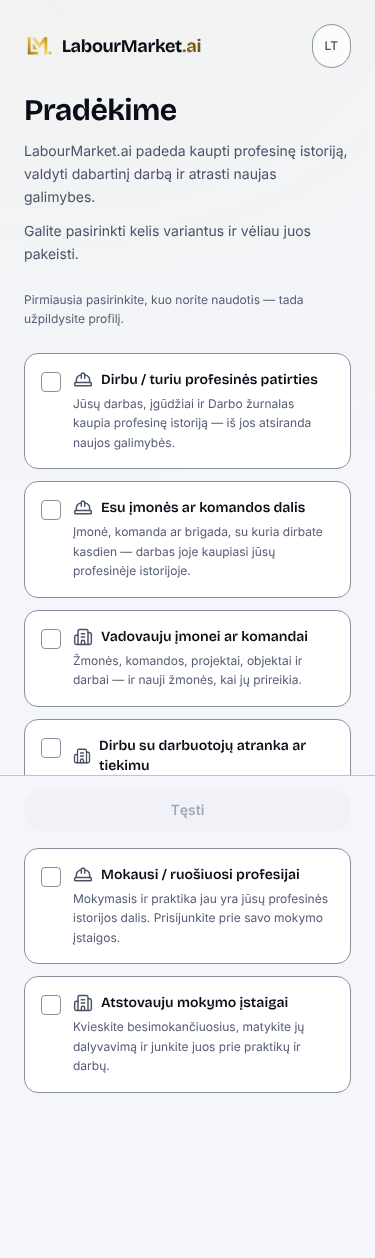 LabourMarket.ai
LT
Pradėkime
LabourMarket.ai padeda kaupti profesinę istoriją,
valdyti dabartinį darbą ir atrasti naujas
galimybes.
Galite pasirinkti kelis variantus ir vėliau juos
pakeisti.
Pirmiausia pasirinkite, kuo norite naudotis — tada
užpildysite profilį.
Dirbu / turiu profesinės patirties
Jūsų darbas, įgūdžiai ir Darbo žurnalas
kaupia profesinę istoriją — iš jos atsiranda
naujos galimybės.
Esu įmonės ar komandos dalis
Įmonė, komanda ar brigada, su kuria dirbate
kasdien — darbas joje kaupiasi jūsų
profesinėje istorijoje.
Vadovauju įmonei ar komandai
Žmonės, komandos, projektai, objektai ir
darbai — ir nauji žmonės, kai jų prireikia.
Dirbu su darbuotojų atranka ar
tiekimu
Tęsti
Mokausi / ruošiuosi profesijai
Mokymasis ir praktika jau yra jūsų profesinės
istorijos dalis. Prisijunkite prie savo mokymo
įstaigos.
Atstovauju mokymo įstaigai
Kvieskite besimokančiuosius, matykite jų
dalyvavimą ir junkite juos prie praktikų ir
darbų.